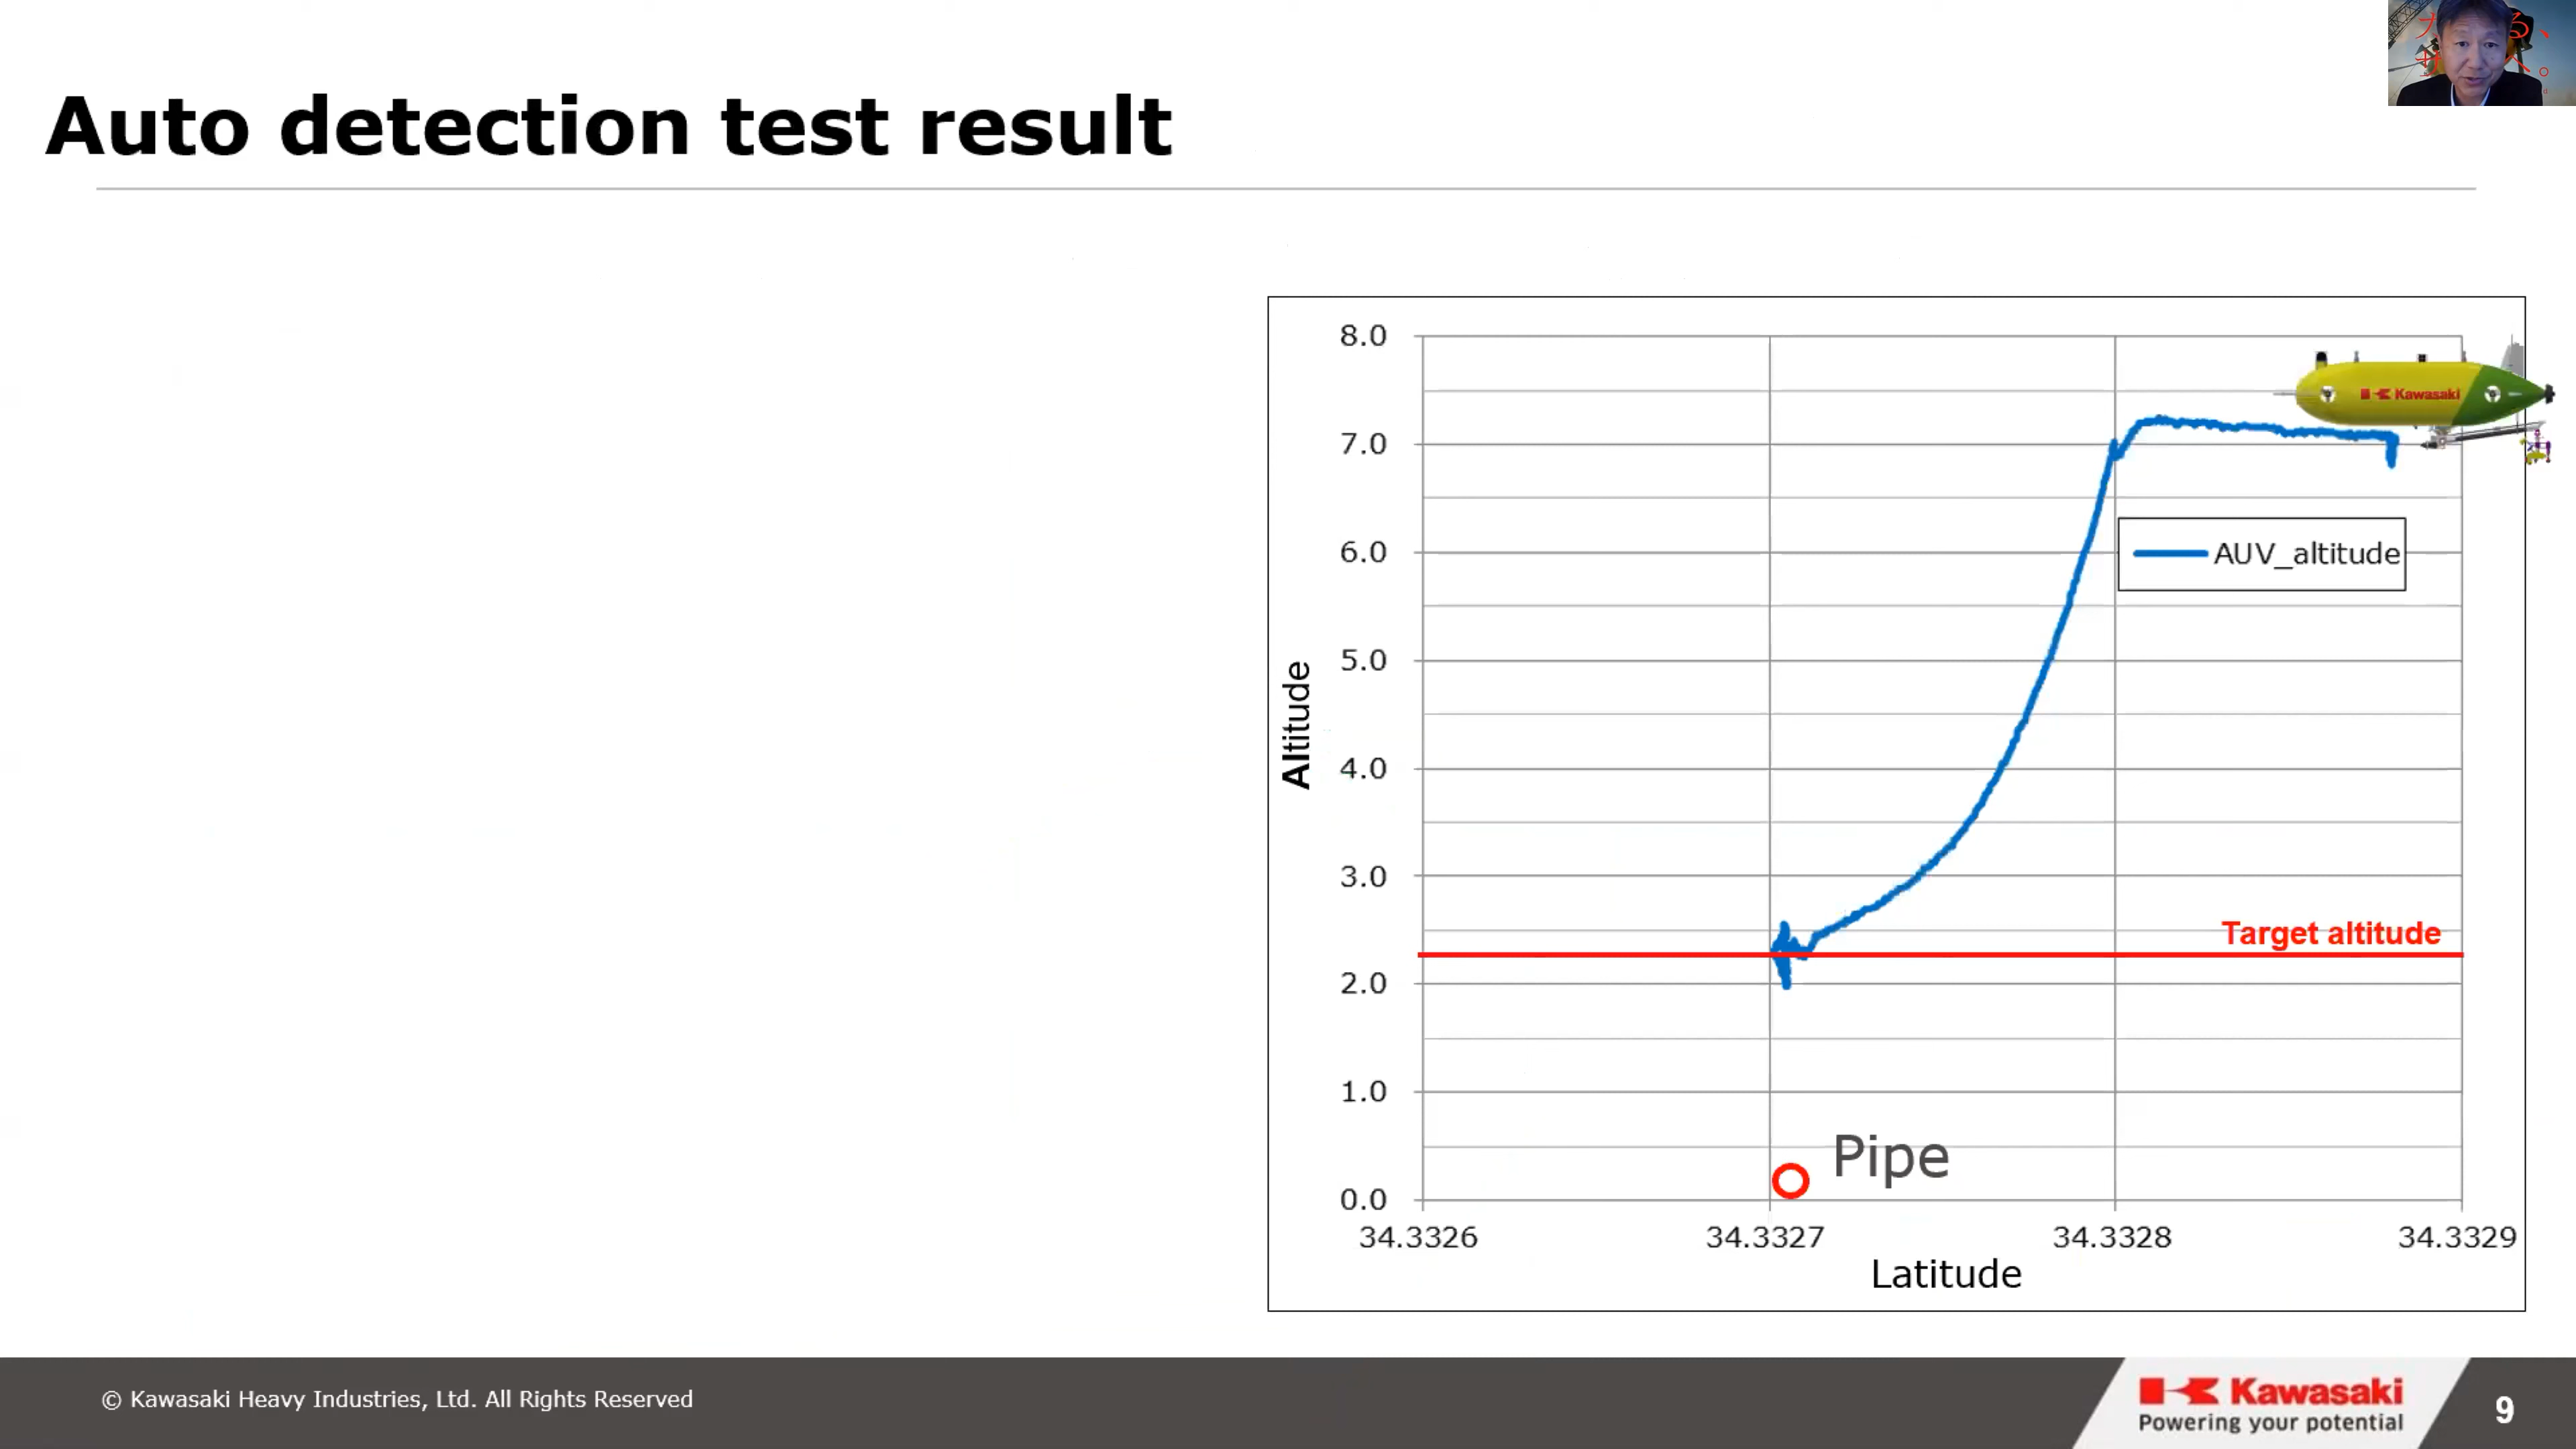 Auto detection test result
8.0
7.0
6.0
5.0
4.0
3.0
2.0
1.0
0.0
Altitude
Kawasaki
AUV_altitude
Target altitude
Pipe
34.3326
34.3327
34.3328
34.3329
Latitude
© Kawasaki Heavy Industries, Ltd. All Rights Reserved
Kawasaki
Powering your potential
9